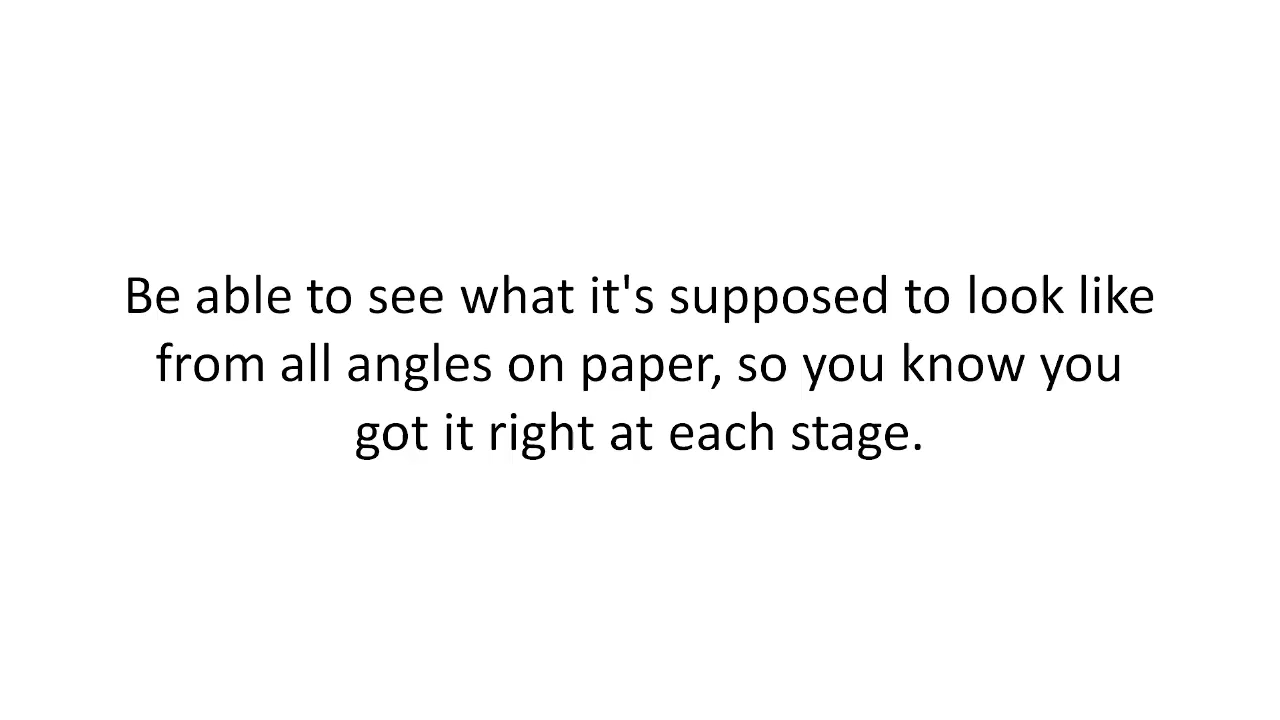 Be able to see what it's supposed to look like
from all angles on paper, so you know you
got it right at each stage.